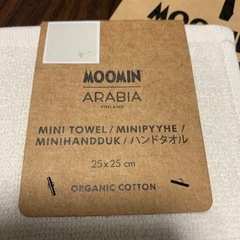 MOOMIN
ARABIA
FINLAND
MINI TOWEL / MINIPYYHE /
MINIHANDDUK / ハンドタオル
25 x 25 cm
ORGANIC COTTON